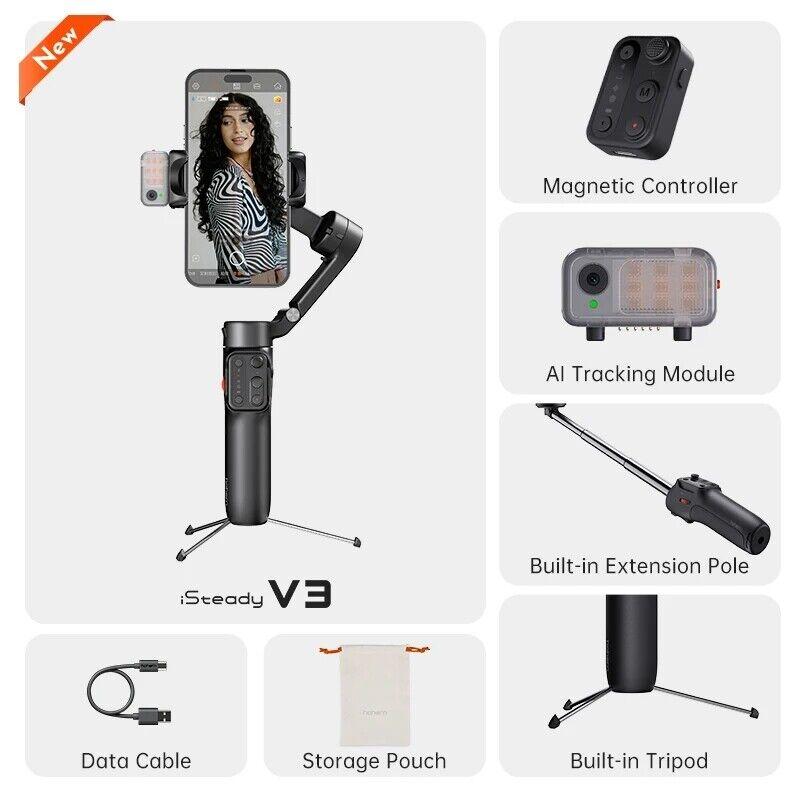 New
Magnetic Controller
AI Tracking Module
Built-in Extension Pole
iSteady V3
Data Cable
hohem
Storage Pouch
Built-in Tripod
M